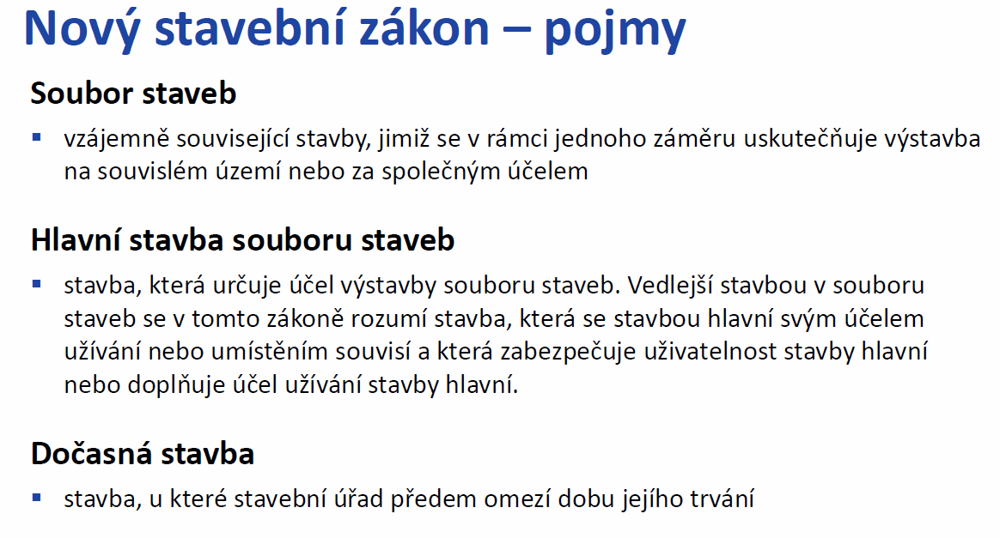 Nový stavební zákon – pojmy
Soubor staveb
▪ vzájemně související stavby, jimiž se v rámci jednoho záměru uskutečňuje výstavba
na souvislém území nebo za společným účelem
Hlavní stavba souboru staveb
▪ stavba, která určuje účel výstavby souboru staveb. Vedlejší stavbou v souboru
staveb se v tomto zákoně rozumí stavba, která se stavbou hlavní svým účelem
užívání nebo umístěním souvisí a která zabezpečuje uživatelnost stavby hlavní
nebo doplňuje účel užívání stavby hlavní.
Dočasná stavba
▪ stavba, u které stavební úřad předem omezí dobu jejího trvání